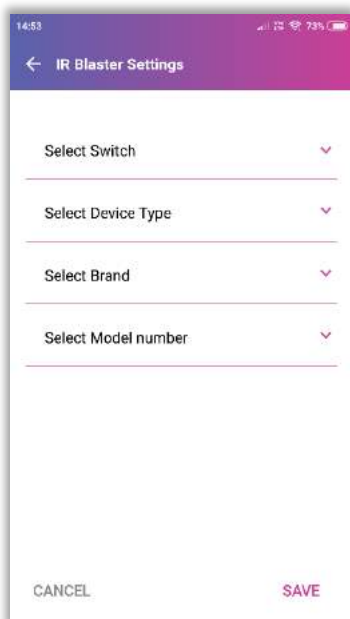 14:53 73%
← IR Blaster Settings
Select Switch
Select Device Type
Select Brand
Select Model number
CANCEL SAVE